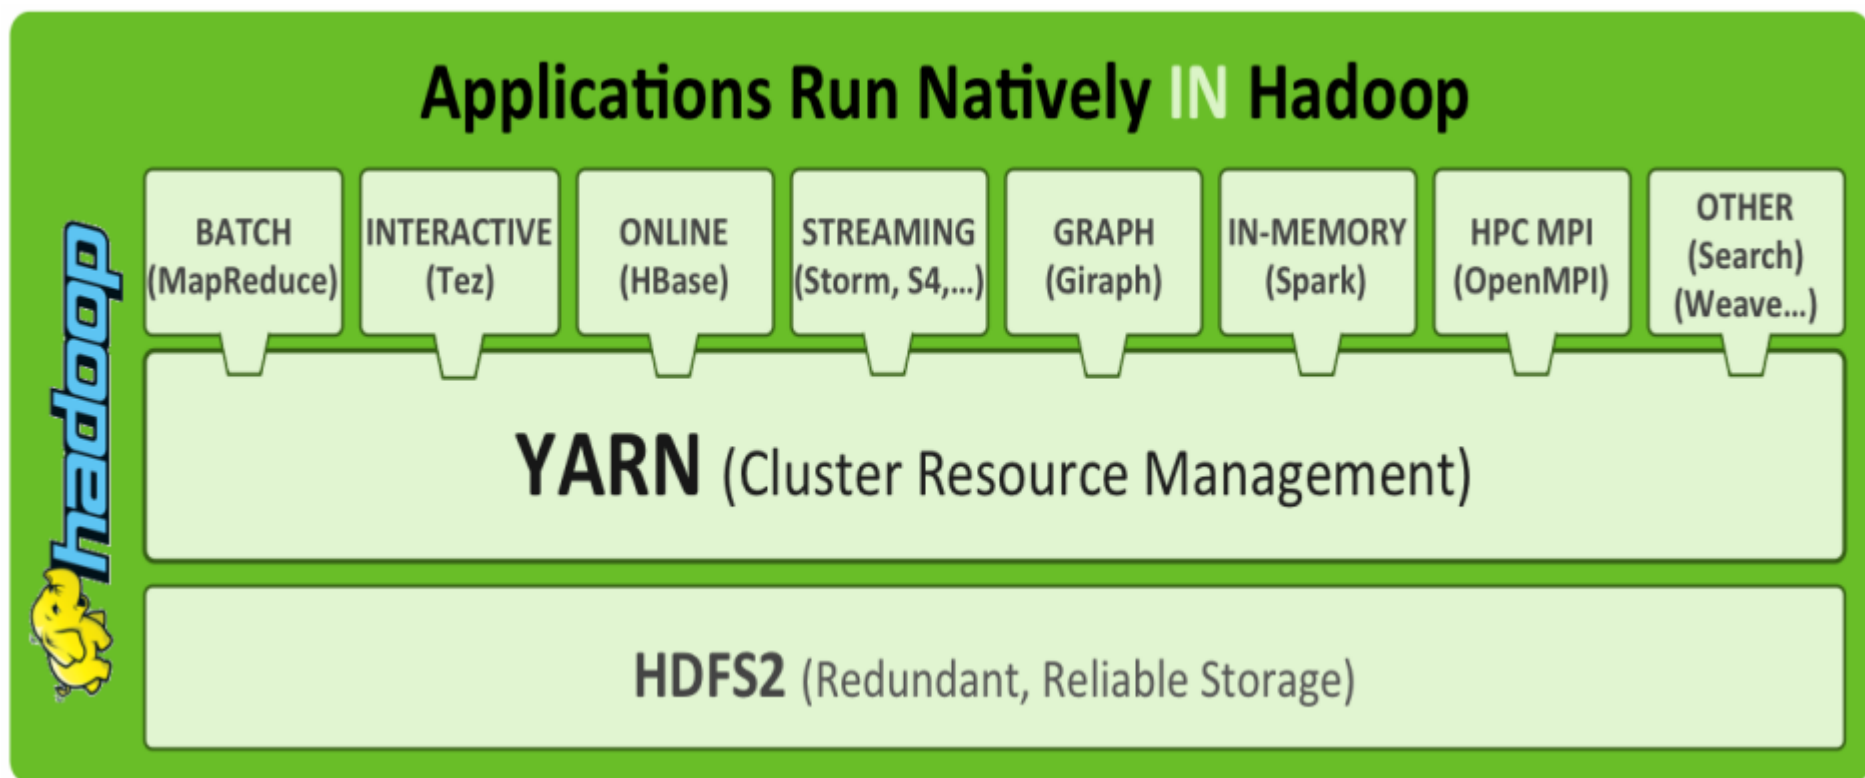 Applications Run Natively IN Hadoop
BATCH
(MapReduce)
INTERACTIVE
(Tez)
ONLINE
(HBase)
STREAMING
(Storm, S4,...)
GRAPH
(Giraph)
IN-MEMORY
(Spark)
HPC MPI
(OpenMPI)
OTHER
(Search)
(Weave...)
hadoop
YARN (Cluster Resource Management)
HDFS2 (Redundant, Reliable Storage)